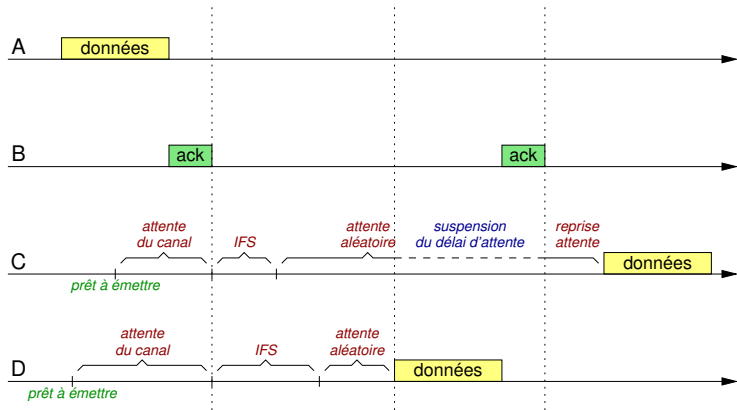 A
données
B
ack
ack
attente
du canal
IFS
attente
aléatoire
suspension
du délai d'attente
reprise
attente
C
données
prêt à émettre
attente
du canal
IFS
attente
aléatoire
D
données
prêt à émettre